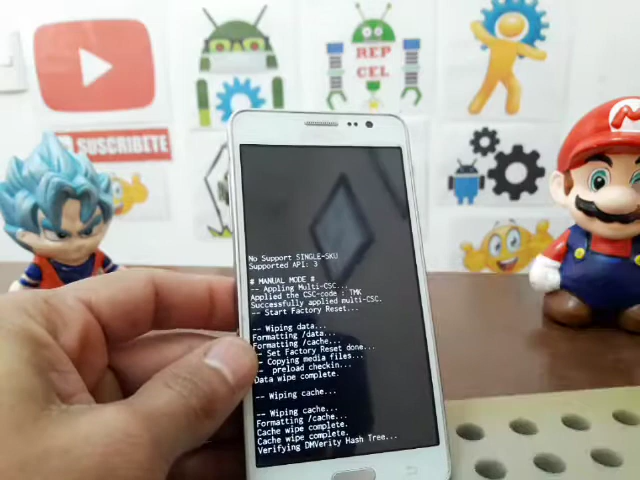 REP
CEL
SUSCRIBETE
M
No Support SINGLE-SKU
Supported API: 3
# MANUAL MODE #
-- Appling Multi-CSC...
Applied the CSC-code : TMK
Successfully applied multi-CSC.
-- Start Factory Reset...
-- Wiping data...
Formatting /data...
Formatting /cache...
-- Set Factory Reset done...
-- Copying media files...
preload checkin...
Data wipe complete.
-- Wiping cache...
-- Wiping cache...
Formatting /cache...
Cache wipe complete.
Cache wipe complete.
Verifying DMVerity Hash Tree...